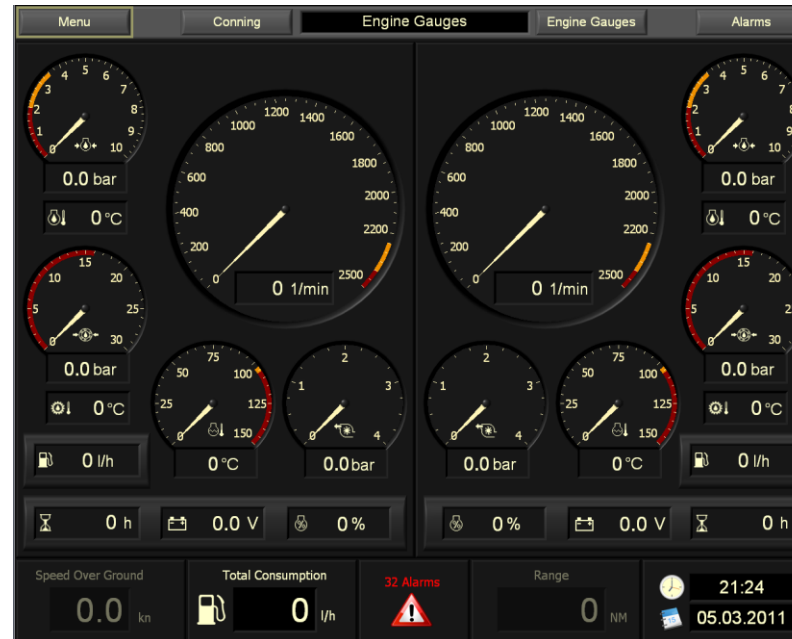 Menu
Conning
Engine Gauges
Engine Gauges
Alarms
0 1 2 3 4 5 6 7 8 9 10
0.0 bar
0 °C
0 200 400 600 800 1000 1200 1400 1600 1800 2000 2200 2500
0 1/min
0 200 400 600 800 1000 1200 1400 1600 1800 2000 2200 2500
0 1/min
0 1 2 3 4 5 6 7 8 9 10
0.0 bar
0 °C
0 5 10 15 20 25 30
0.0 bar
0 °C
0 25 50 75 100 125 150
0 °C
0 1 2 3 4
0.0 bar
0 1 2 3 4
0.0 bar
0 25 50 75 100 125 150
0 °C
0 5 10 15 20 2 30
0.0 bar
0 °C
0 l/h
0 l/h
0 h
0.0 V
0 %
0 %
0.0 V
0 h
Speed Over Ground
0.0 kn
Total Consumption
0 l/h
32 Alarms
Range
0 NM
21:24
05.03.2011